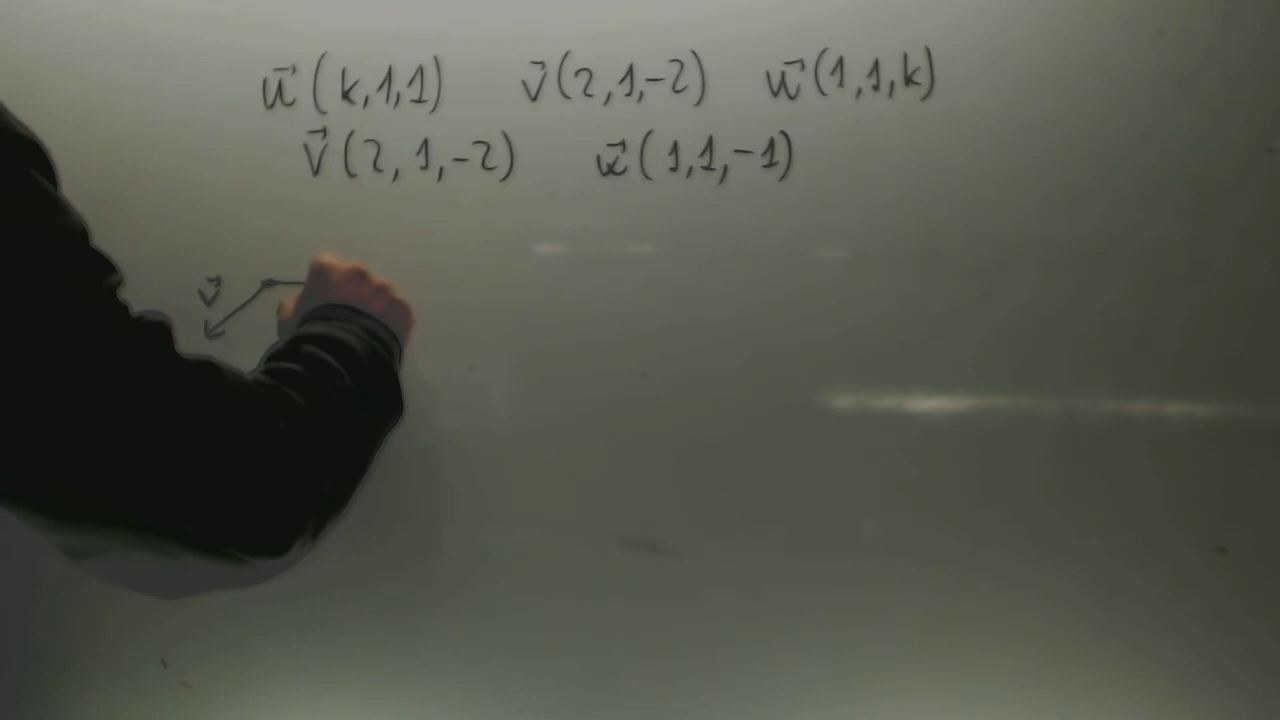 u⃗ (k,1,1) v⃗(2,1,-2) w⃗(1,1,k)
v⃗(2,1,-2) w⃗(1,1,-1)
v⃗